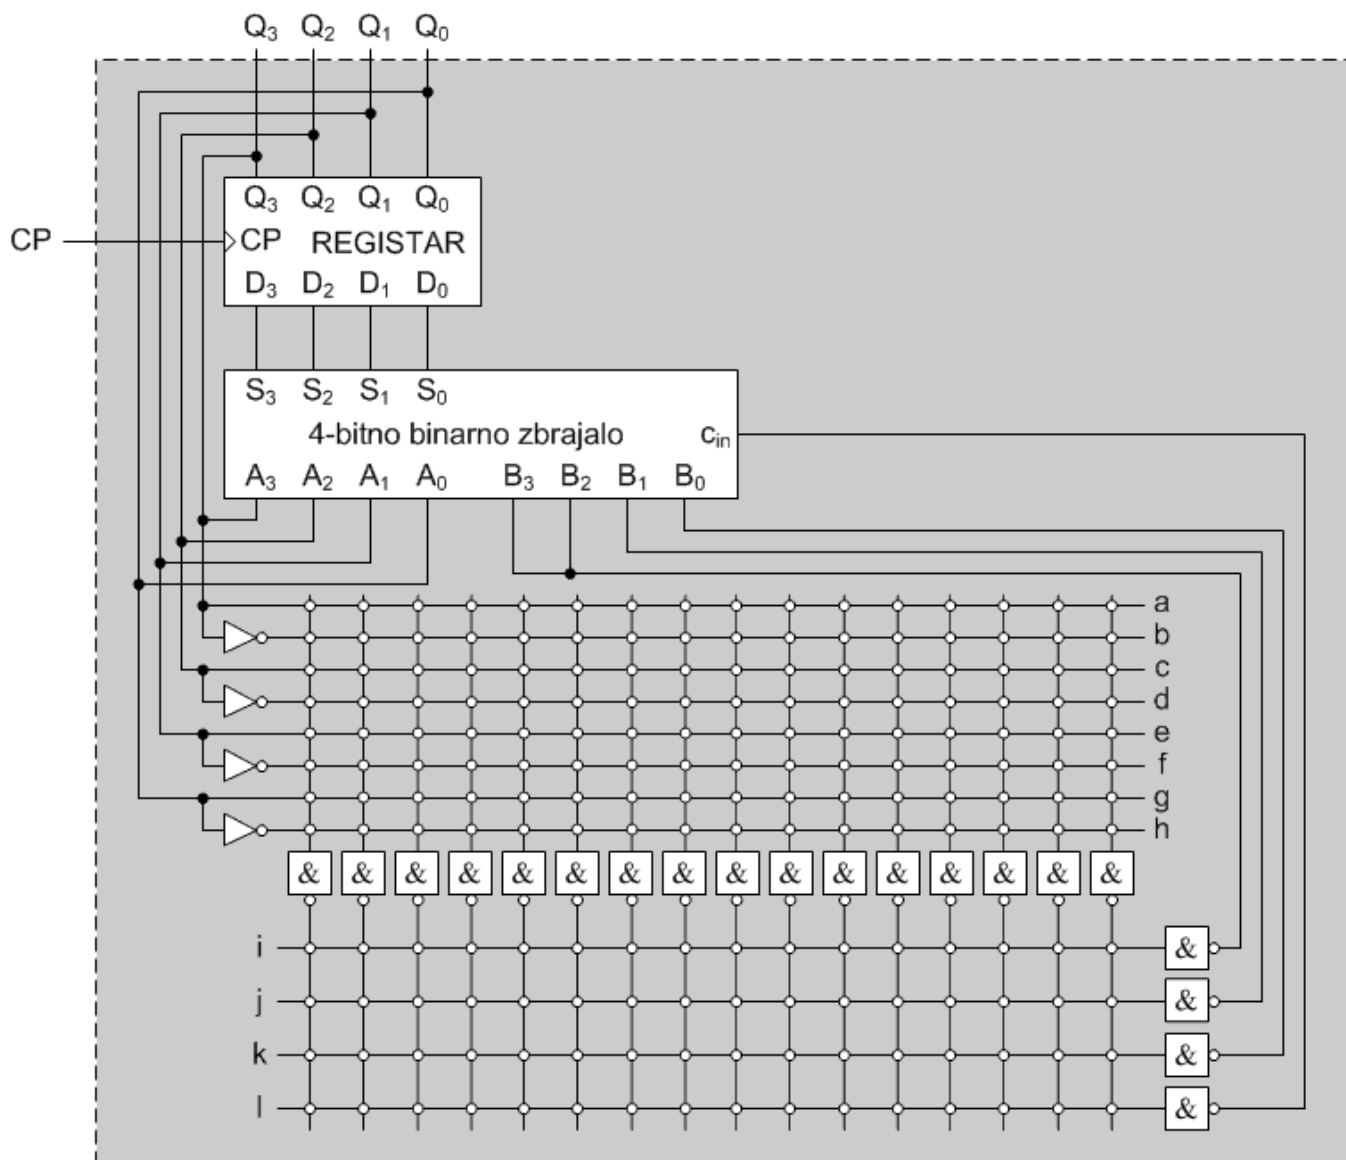 Q₃ Q₂ Q₁ Q₀
Q₃ Q₂ Q₁ Q₀
CP
CP REGISTAR
D₃ D₂ D₁ D₀
S₃ S₂ S₁ S₀
4-bitno binarno zbrajalo cᵢₙ
A₃ A₂ A₁ A₀ B₃ B₂ B₁ B₀
a
b
c
d
e
f
g
h
& & & & & & & & & & & & & & & &
i &
j &
k &
l &